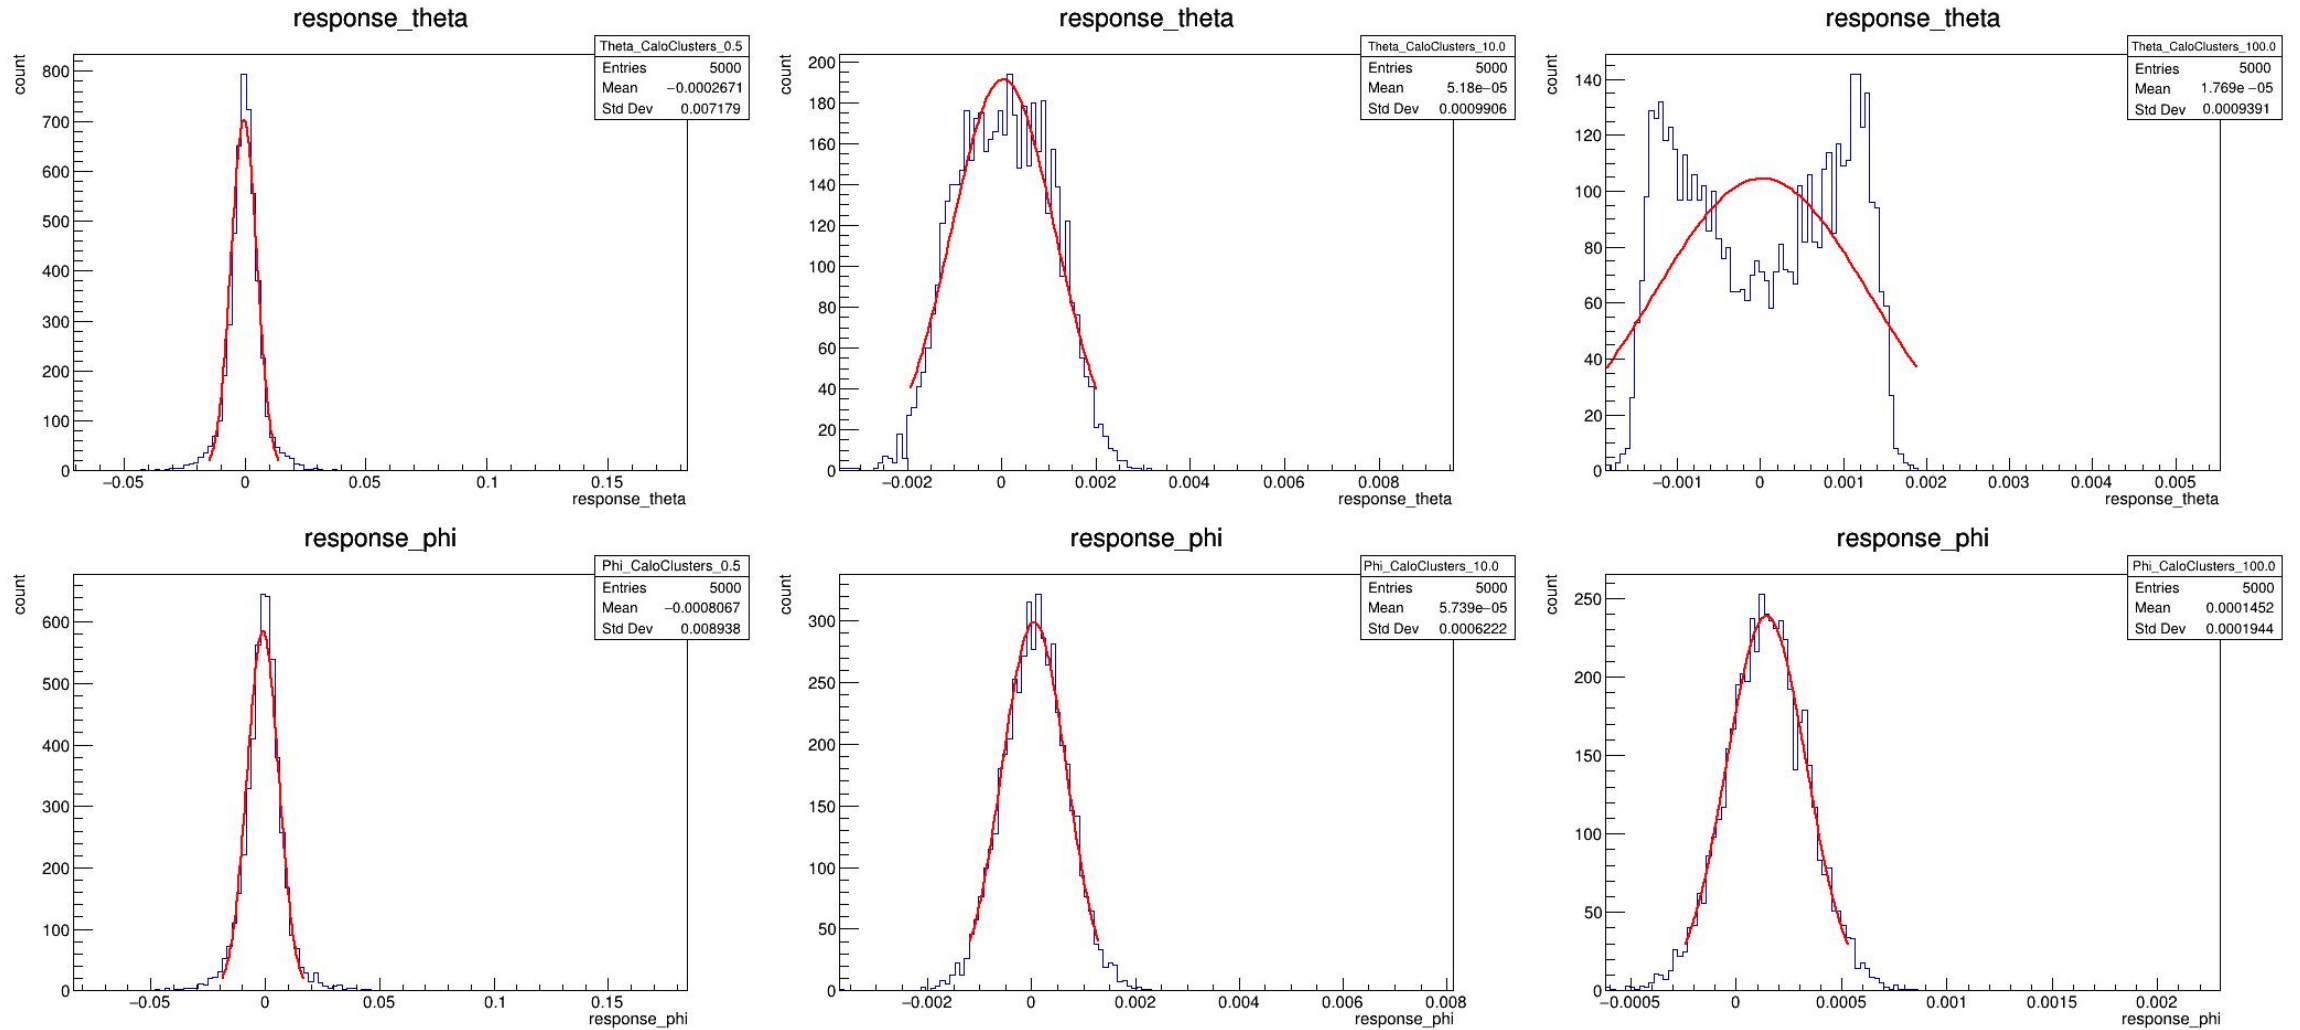 response_theta
count
Theta_CaloClusters_0.5
Entries 5000
Mean −0.0002671
Std Dev 0.007179
800
700
600
500
400
300
200
100
0
−0.05 0 0.05 0.1 0.15
response_theta
response_theta
count
Theta_CaloClusters_10.0
Entries 5000
Mean 5.18e−05
Std Dev 0.0009906
200
180
160
140
120
100
80
60
40
20
0
−0.002 0 0.002 0.004 0.006 0.008
response_theta
response_theta
count
Theta_CaloClusters_100.0
Entries 5000
Mean 1.769e −05
Std Dev 0.0009391
140
120
100
80
60
40
20
0
−0.001 0 0.001 0.002 0.003 0.004 0.005
response_theta
response_phi
count
Phi_CaloClusters_0.5
Entries 5000
Mean −0.0008067
Std Dev 0.008938
600
500
400
300
200
100
0
−0.05 0 0.05 0.1 0.15
response_phi
response_phi
count
Phi_CaloClusters_10.0
Entries 5000
Mean 5.739e−05
Std Dev 0.0006222
300
250
200
150
100
50
0
−0.002 0 0.002 0.004 0.006 0.008
response_phi
response_phi
count
Phi_CaloClusters_100.0
Entries 5000
Mean 0.0001452
Std Dev 0.0001944
250
200
150
100
50
0
−0.0005 0 0.0005 0.001 0.0015 0.002
response_phi